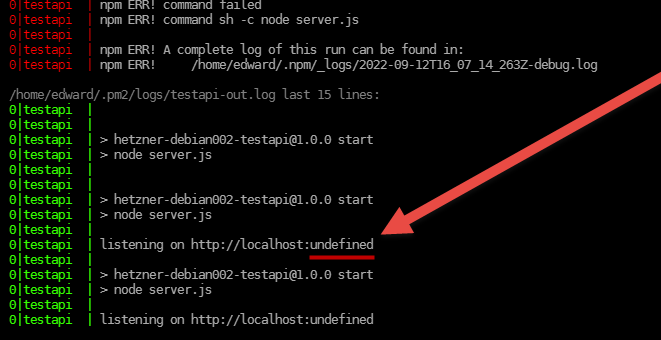 0|testapi | npm ERR! command failed
0|testapi | npm ERR! command sh -c node server.js
0|testapi |
0|testapi | npm ERR! A complete log of this run can be found in:
0|testapi | npm ERR!     /home/edward/.npm/_logs/2022-09-12T16_07_14_263Z-debug.log
/home/edward/.pm2/logs/testapi-out.log last 15 lines:
0|testapi |
0|testapi |
0|testapi | > hetzner-debian002-testapi@1.0.0 start
0|testapi | > node server.js
0|testapi |
0|testapi |
0|testapi | > hetzner-debian002-testapi@1.0.0 start
0|testapi | > node server.js
0|testapi |
0|testapi | listening on http://localhost:undefined
0|testapi |
0|testapi | > hetzner-debian002-testapi@1.0.0 start
0|testapi | > node server.js
0|testapi |
0|testapi | listening on http://localhost:undefined